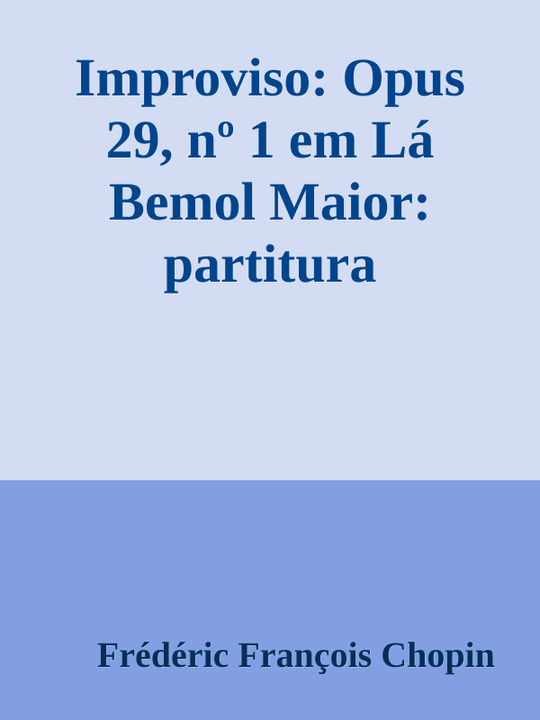 Improviso: Opus
29, nº 1 em Lá
Bemol Maior:
partitura
Frédéric François Chopin